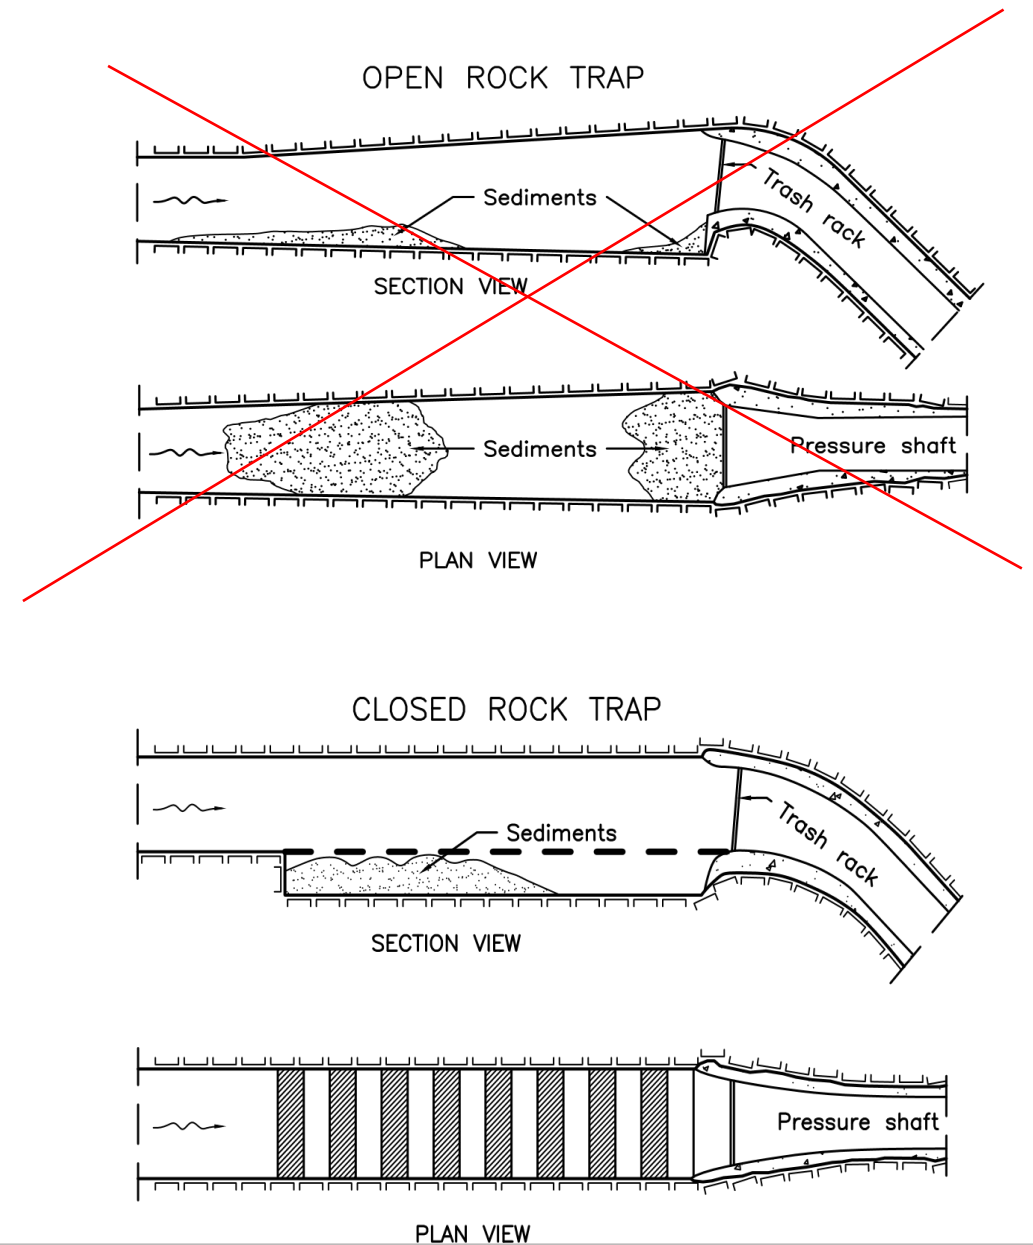 OPEN ROCK TRAP
Sediments
Trash rack
SECTION VIEW
Sediments
Pressure shaft
PLAN VIEW
CLOSED ROCK TRAP
Sediments
Trash rack
SECTION VIEW
Pressure shaft
PLAN VIEW